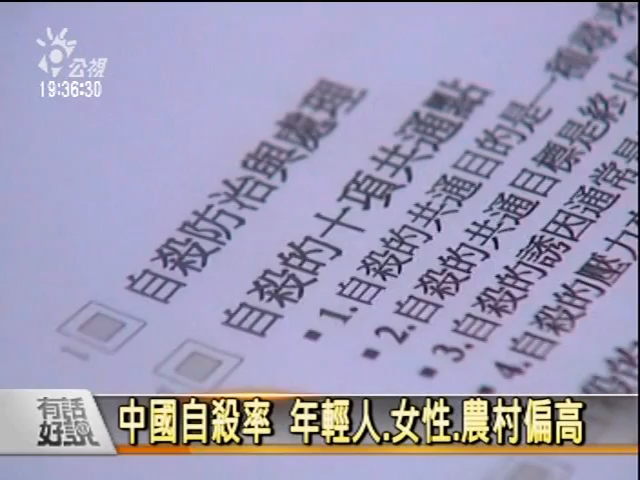 公視
19:36:30
自殺防治與處理
自殺的十項共通點
1.自殺的共通目的是一種尋
2.自殺的共通目標是終止
3.自殺的誘因通常是
4.自殺的壓力
有話好說
中國自殺率 年輕人.女性.農村偏高